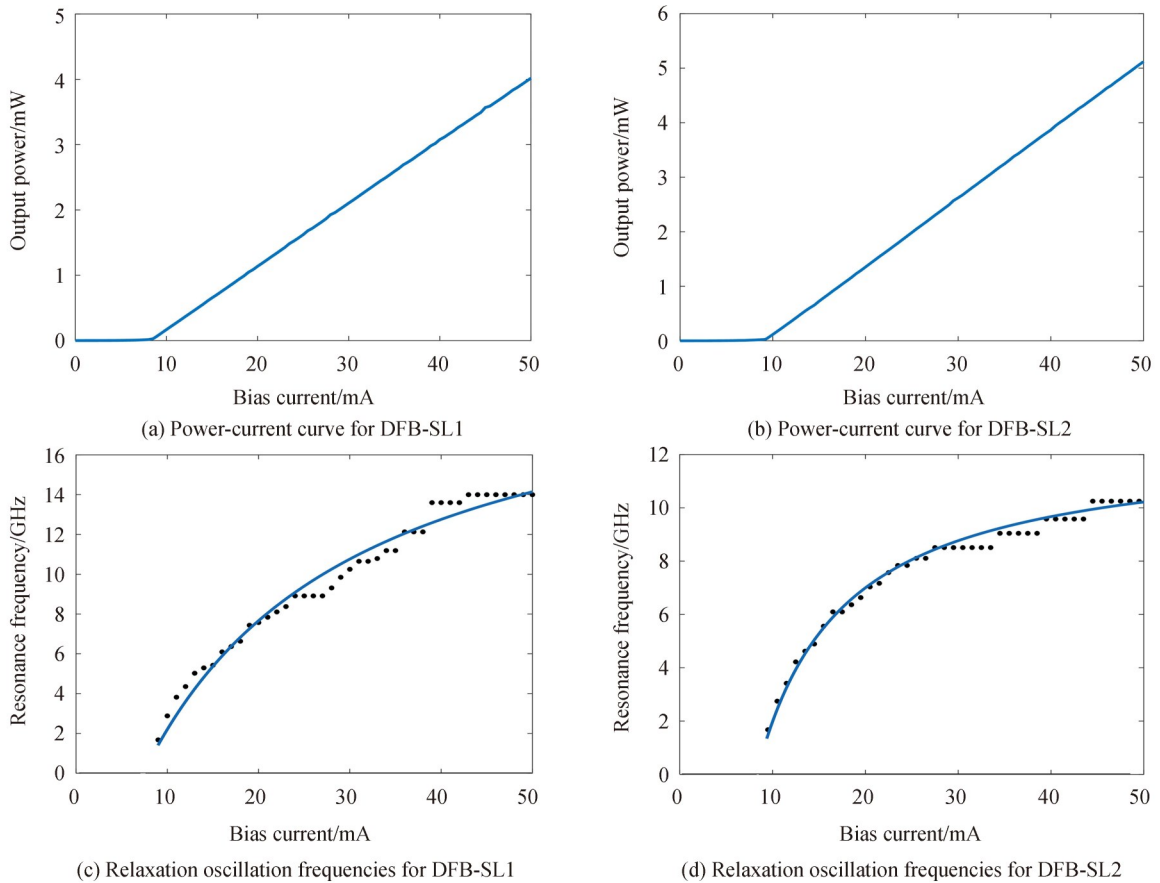 5
4
3
2
1
0
Output power/mW
0 10 20 30 40 50
Bias current/mA
(a) Power-current curve for DFB-SL1
6
5
4
3
2
1
0
Output power/mW
0 10 20 30 40 50
Bias current/mA
(b) Power-current curve for DFB-SL2
16
14
12
10
8
6
4
2
0
Resonance frequency/GHz
0 10 20 30 40 50
Bias current/mA
(c) Relaxation oscillation frequencies for DFB-SL1
12
10
8
6
4
2
0
Resonance frequency/GHz
0 10 20 30 40 50
Bias current/mA
(d) Relaxation oscillation frequencies for DFB-SL2